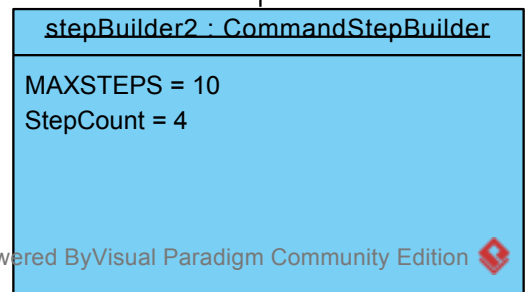 stepBuilder2 : CommandStepBuilder
MAXSTEPS = 10
StepCount = 4
wered ByVisual Paradigm Community Edition